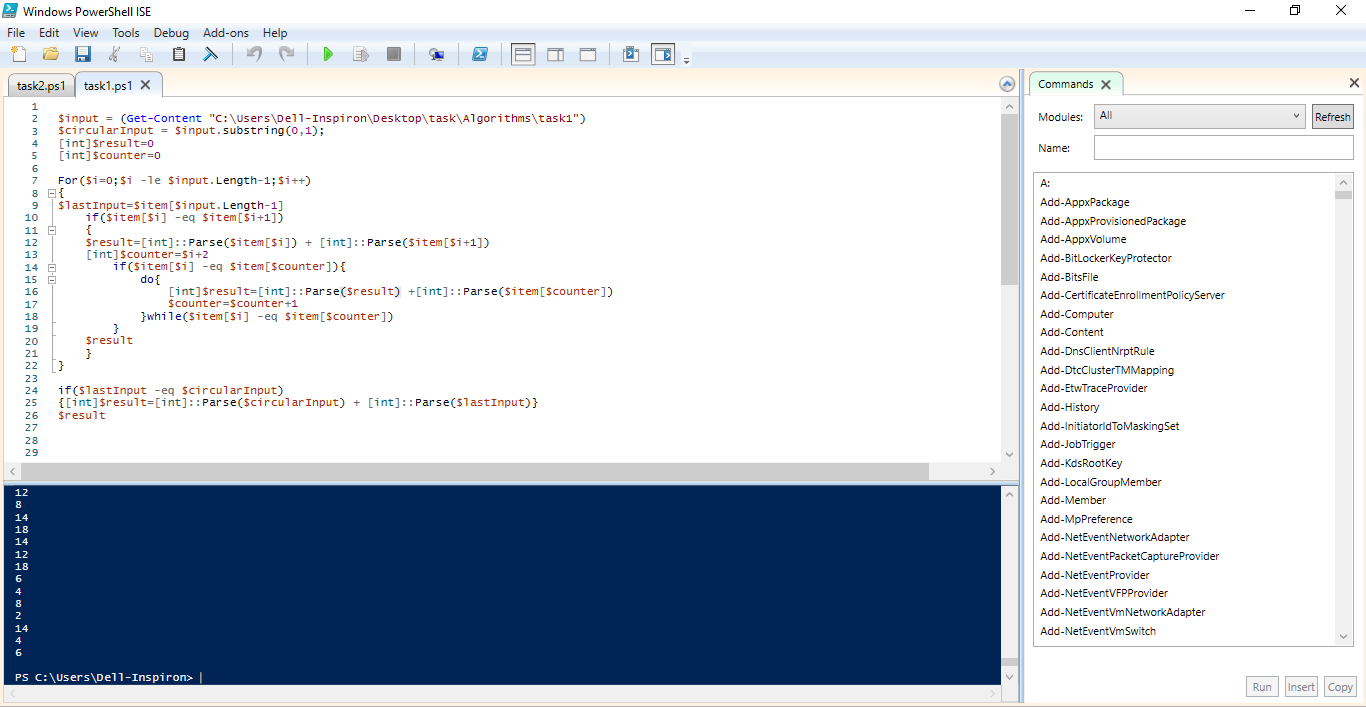 Windows PowerShell ISE
File Edit View Tools Debug Add-ons Help
task2.ps1 task1.ps1
1
2 $input = (Get-Content "C:\Users\Dell-Inspiron\Desktop\task\Algorithms\task1")
3 $circularInput = $input.substring(0,1);
4 [int]$result=0
5 [int]$counter=0
6
7 For($i=0;$i -le $input.Length-1;$i++)
8 {
9 $lastInput=$item[$input.Length-1]
10 if($item[$i] -eq $item[$i+1])
11 {
12 $result=[int]::Parse($item[$i]) + [int]::Parse($item[$i+1])
13 [int]$counter=$i+2
14 if($item[$i] -eq $item[$counter]){
15 do{
16 [int]$result=[int]::Parse($result) +[int]::Parse($item[$counter])
17 $counter=$counter+1
18 }while($item[$i] -eq $item[$counter])
19 }
20 $result
21 }
22 }
23
24 if($lastInput -eq $circularInput)
25 {[int]$result=[int]::Parse($circularInput) + [int]::Parse($lastInput)}
26 $result
27
28
29
12
8
14
18
14
12
18
6
4
8
2
14
4
6
PS C:\Users\Dell-Inspiron>
Commands
Modules: All Refresh
Name:
A:
Add-AppxPackage
Add-AppxProvisionedPackage
Add-AppxVolume
Add-BitLockerKeyProtector
Add-BitsFile
Add-CertificateEnrollmentPolicyServer
Add-Computer
Add-Content
Add-DnsClientNrptRule
Add-DtcClusterTMMapping
Add-EtwTraceProvider
Add-History
Add-InitiatorIdToMaskingSet
Add-JobTrigger
Add-KdsRootKey
Add-LocalGroupMember
Add-Member
Add-MpPreference
Add-NetEventNetworkAdapter
Add-NetEventPacketCaptureProvider
Add-NetEventProvider
Add-NetEventVFPProvider
Add-NetEventVmNetworkAdapter
Add-NetEventVmSwitch
Run Insert Copy